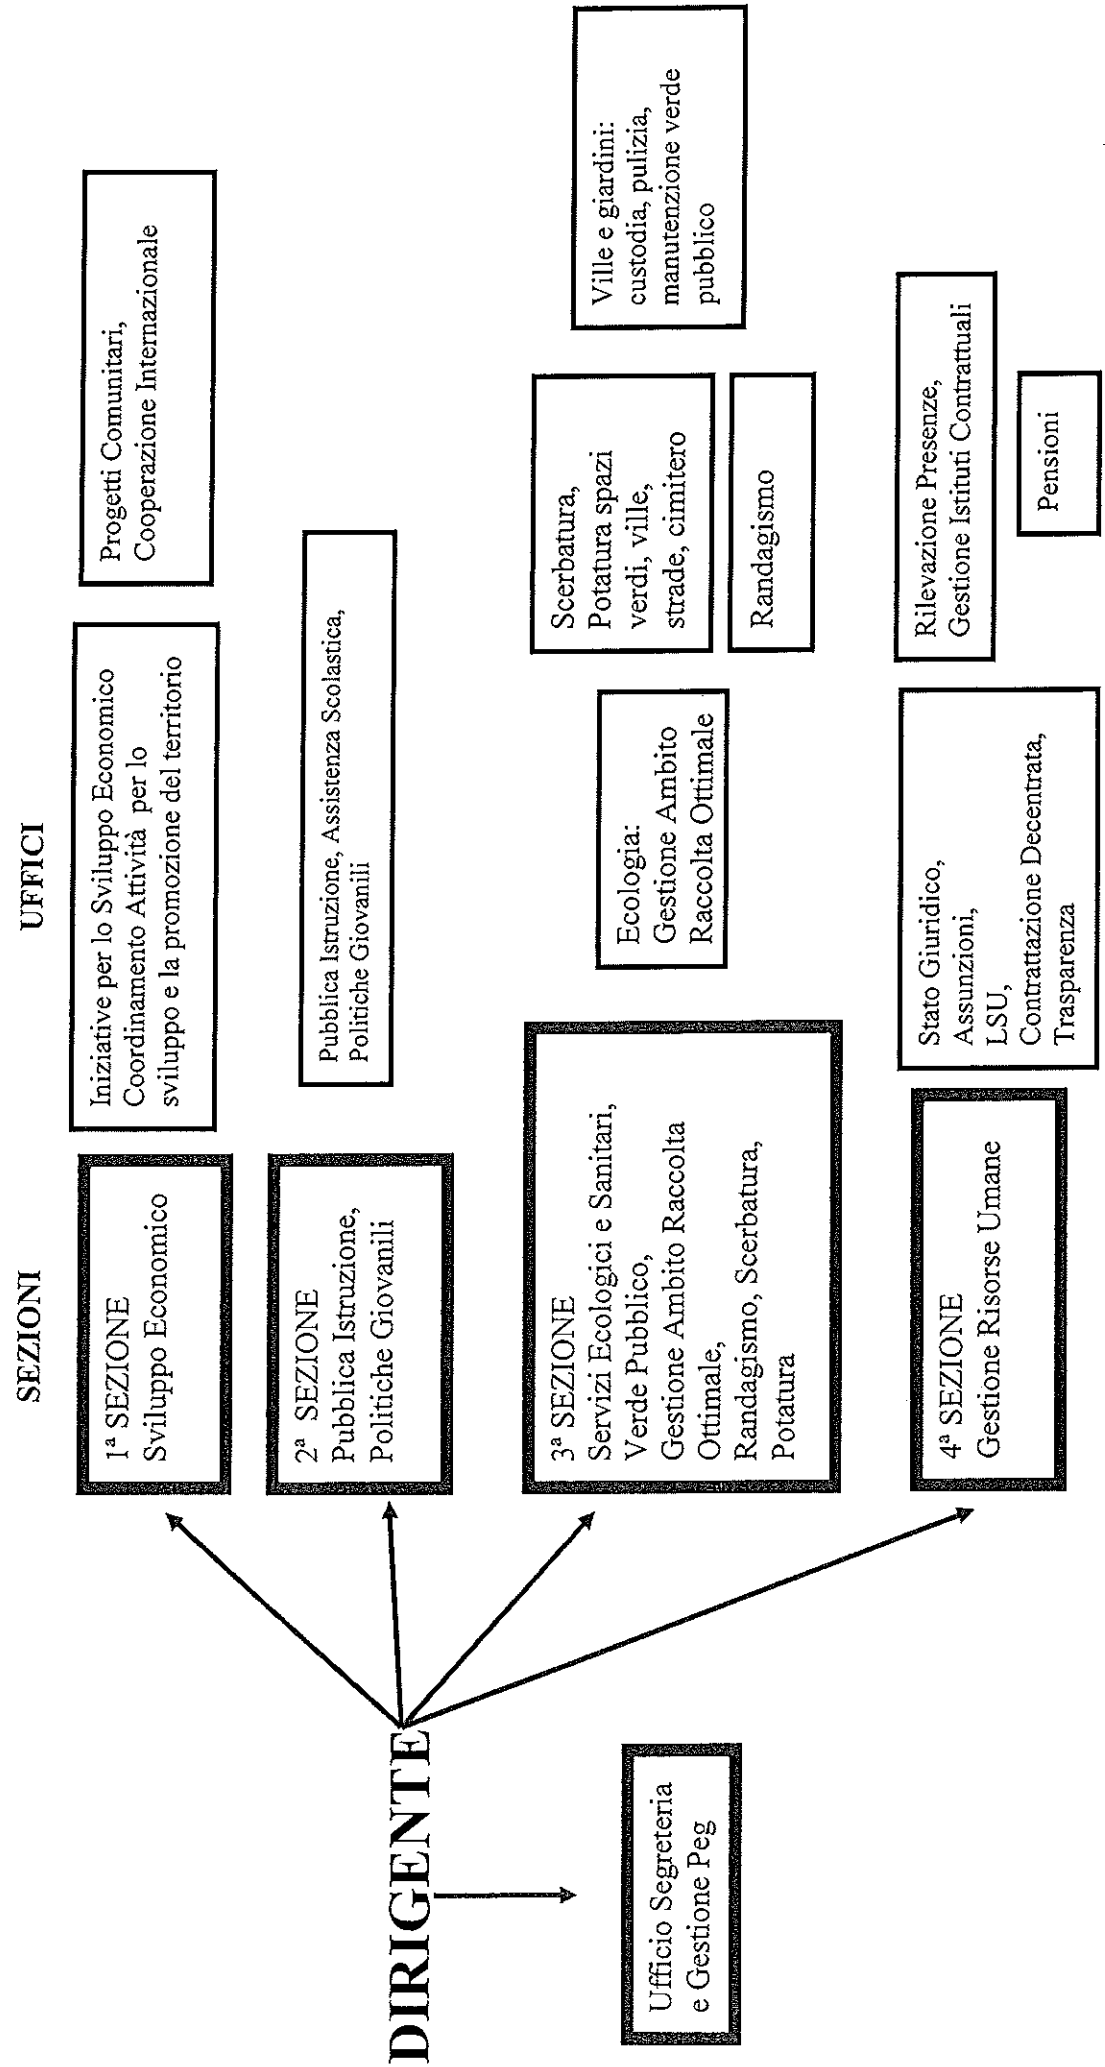 SEZIONI
UFFICI
DIRIGENTE
Ufficio Segreteria
e Gestione Peg
1ª SEZIONE
Sviluppo Economico
Iniziative per lo Sviluppo Economico
Coordinamento Attività per lo
sviluppo e la promozione del territorio
Progetti Comunitari,
Cooperazione Internazionale
2ª SEZIONE
Pubblica Istruzione,
Politiche Giovanili
Pubblica Istruzione, Assistenza Scolastica,
Politiche Giovanili
3ª SEZIONE
Servizi Ecologici e Sanitari,
Verde Pubblico,
Gestione Ambito Raccolta
Ottimale,
Randagismo, Scerbatura,
Potatura
Ecologia:
Gestione Ambito
Raccolta Ottimale
Scerbatura,
Potatura spazi
verdi, ville,
strade, cimitero
Randagismo
Ville e giardini:
custodia, pulizia,
manutenzione verde
pubblico
4ª SEZIONE
Gestione Risorse Umane
Stato Giuridico,
Assunzioni,
LSU,
Contrattazione Decentrata,
Trasparenza
Rilevazione Presenze,
Gestione Istituti Contrattuali
Pensioni